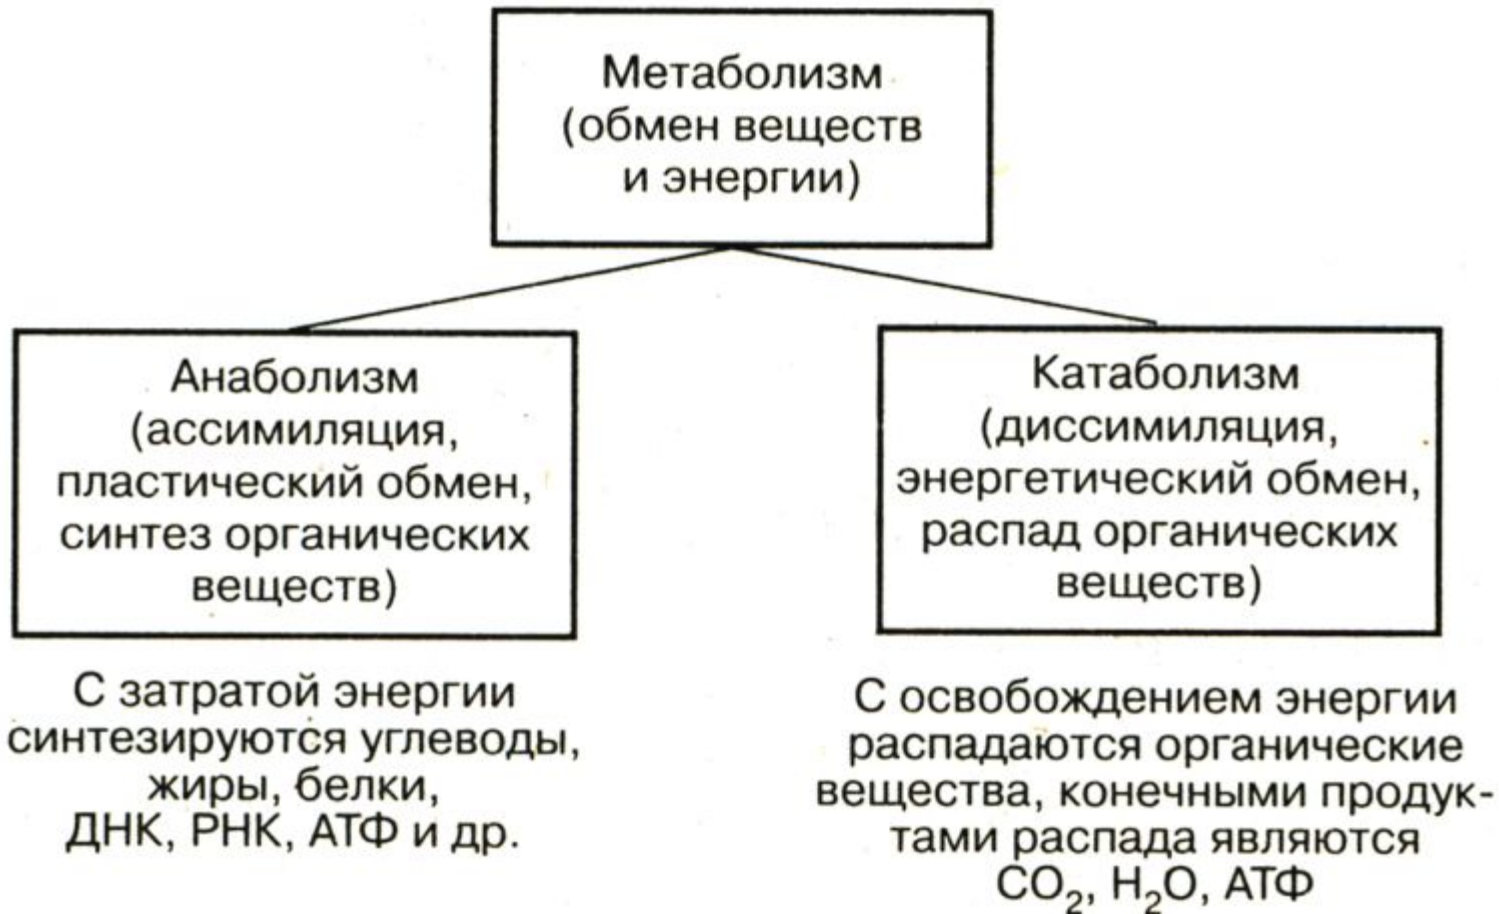 Метаболизм
(обмен веществ
и энергии)
Анаболизм
(ассимиляция,
пластический обмен,
синтез органических
веществ)
Катаболизм
(диссимиляция,
энергетический обмен,
распад органических
веществ)
С затратой энергии
синтезируются углеводы,
жиры, белки,
ДНК, РНК, АТФ и др.
С освобождением энергии
распадаются органические
вещества, конечными продук-
тами распада являются
CO₂, H₂O, АТФ